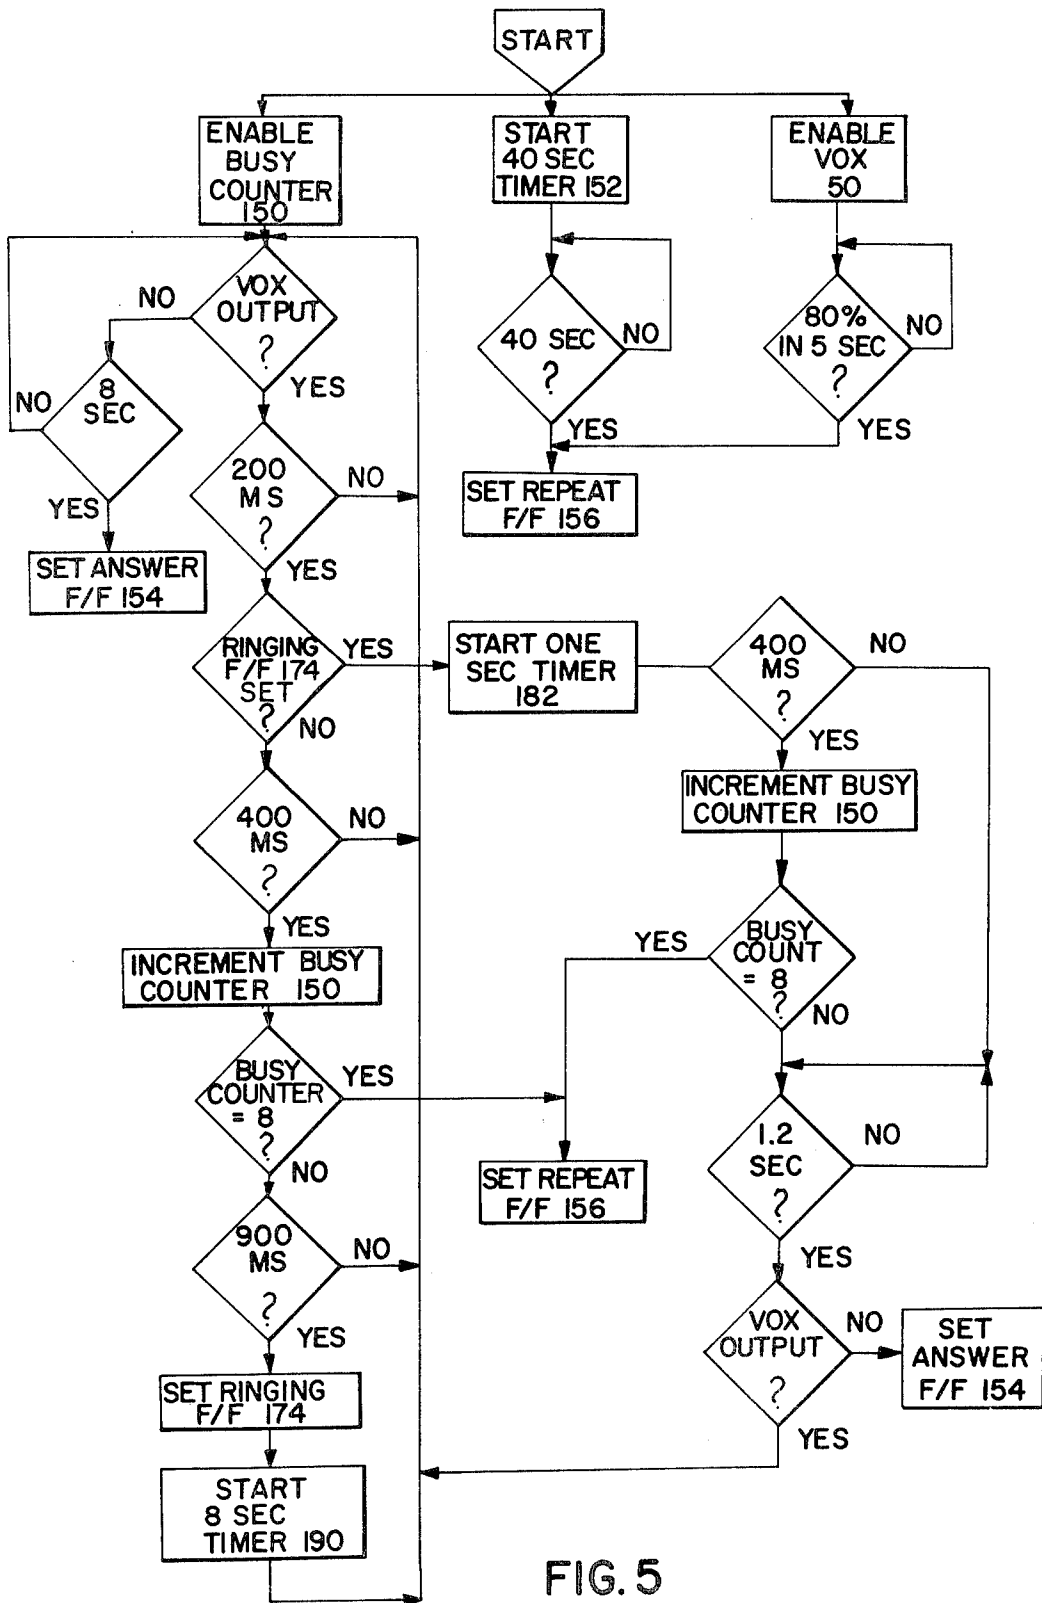 START
ENABLE
BUSY
COUNTER
150
START
40 SEC
TIMER 152
ENABLE
VOX
50
VOX
OUTPUT
?
NO
YES
8
SEC
NO
YES
SET ANSWER
F/F 154
40 SEC
?
NO
YES
80%
IN 5 SEC
?
NO
YES
SET REPEAT
F/F 156
200
MS
?
NO
YES
RINGING
F/F 174
SET
?
YES
NO
START ONE
SEC TIMER
182
400
MS
?
NO
YES
INCREMENT BUSY
COUNTER 150
BUSY
COUNT
= 8
?
YES
NO
400
MS
?
NO
YES
INCREMENT BUSY
COUNTER 150
BUSY
COUNTER
= 8
?
YES
NO
SET REPEAT
F/F 156
1.2
SEC
?
NO
YES
900
MS
?
NO
YES
VOX
OUTPUT
?
NO
YES
SET
ANSWER
F/F 154
SET RINGING
F/F 174
START
8 SEC
TIMER 190
FIG. 5